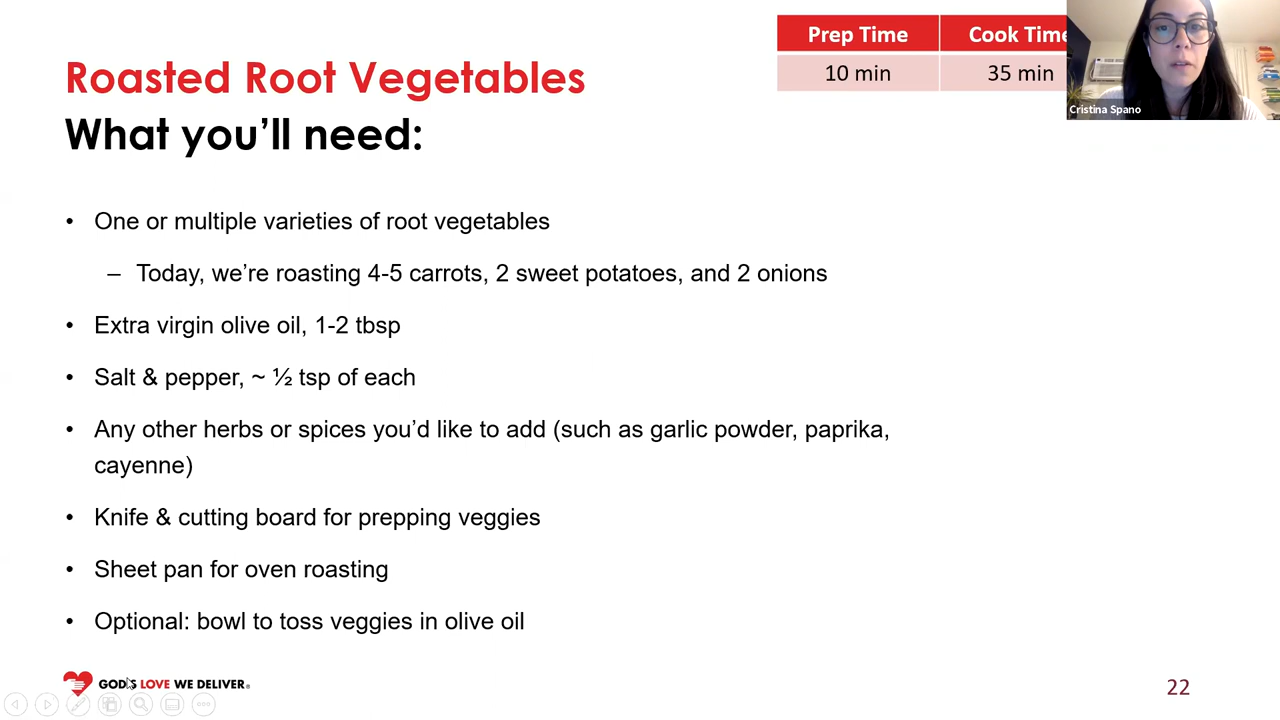 Prep Time Cook Time
10 min 35 min
Cristina Spano
Roasted Root Vegetables
What you’ll need:
• One or multiple varieties of root vegetables
– Today, we’re roasting 4-5 carrots, 2 sweet potatoes, and 2 onions
• Extra virgin olive oil, 1-2 tbsp
• Salt & pepper, ~ ½ tsp of each
• Any other herbs or spices you’d like to add (such as garlic powder, paprika,
cayenne)
• Knife & cutting board for prepping veggies
• Sheet pan for oven roasting
• Optional: bowl to toss veggies in olive oil
GOD'S LOVE WE DELIVER®
22